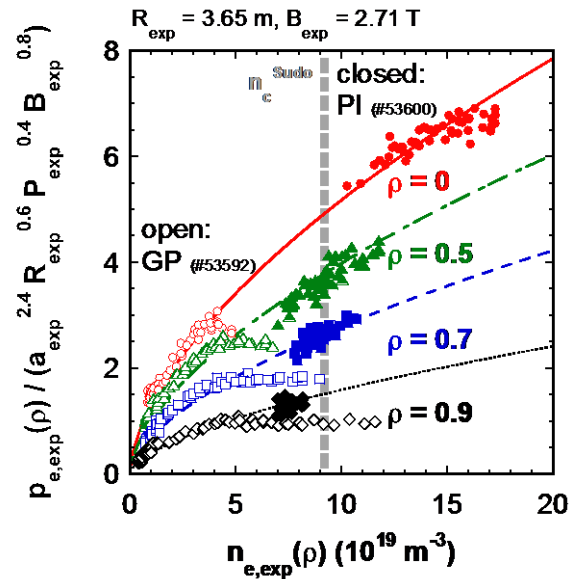 R_exp = 3.65 m, B_exp = 2.71 T
p_e,exp(ρ) / (a_exp^2.4 R_exp^0.6 P_exp^0.4 B_exp^0.8)
8
6
4
2
0
n_c^Sudo
closed:
PI (#53600)
ρ = 0
open:
GP (#53592)
ρ = 0.5
ρ = 0.7
ρ = 0.9
0 5 10 15 20
n_e,exp(ρ) (10^19 m^-3)